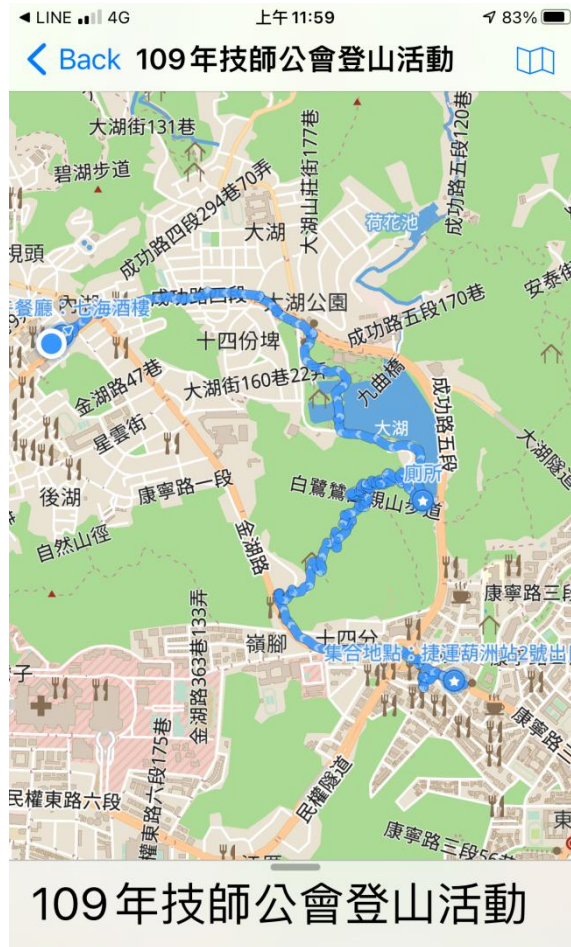 LINE 4G 上午11:59 83%
Back 109年技師公會登山活動
大湖街131巷
碧湖步道
大湖山莊街177巷
成功路五段120巷
成功路四段294巷70弄
大湖
荷花池
視頭
安泰街
成功路四段
大湖公園
成功路五段170巷
餐廳:七海酒樓
內湖
十四份埤
九曲橋
大湖街160巷22弄
金湖路47巷
大湖
成功路五段
星雲街
大湖隧道
廁所
後湖
康寧路一段
白鷺鷥山親山步道
自然山徑
金湖路
康寧路三段
金湖路363巷133弄
嶺腳
十四分
集合地點:捷運葫洲站2號出
子
康寧路三
民權隧道
民權東路六段
權東路六段175巷
東
康寧路三段56
109年技師公會登山活動